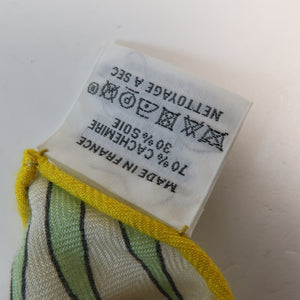 MADE IN FRANCE
70 % CACHEMIRE
30 % SOIE
NETTOYAGE A SEC